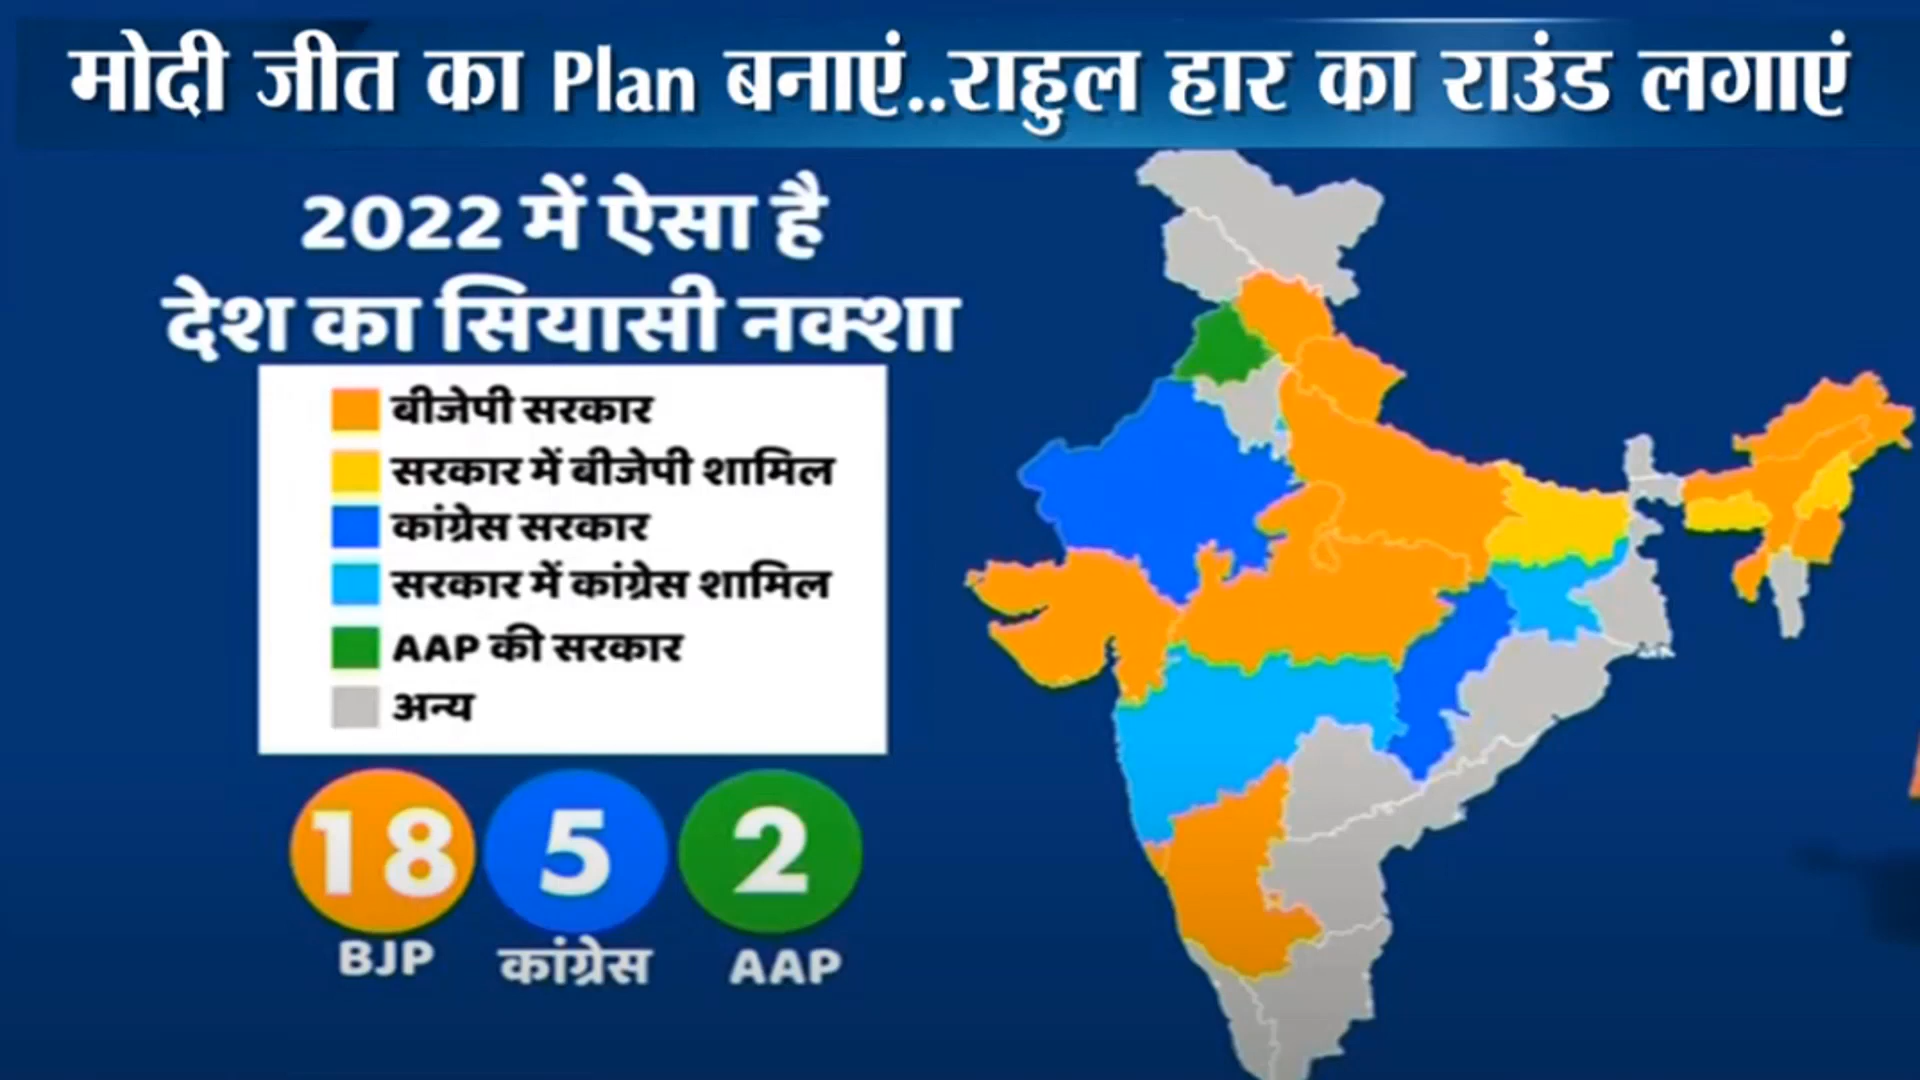 मोदी जीत का Plan बनाएं..राहुल हार का राउंड लगाएं
2022 में ऐसा है
देश का सियासी नक्शा
बीजेपी सरकार
सरकार में बीजेपी शामिल
कांग्रेस सरकार
सरकार में कांग्रेस शामिल
AAP की सरकार
अन्य
18 5 2
BJP कांग्रेस AAP